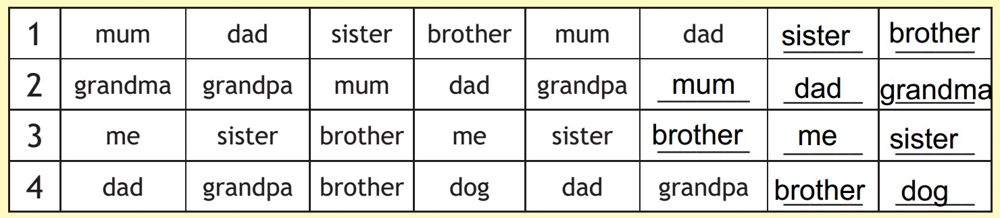 1 mum dad sister brother mum dad sister brother
2 grandma grandpa mum dad grandpa mum dad grandma
3 me sister brother me sister brother me sister
4 dad grandpa brother dog dad grandpa brother dog